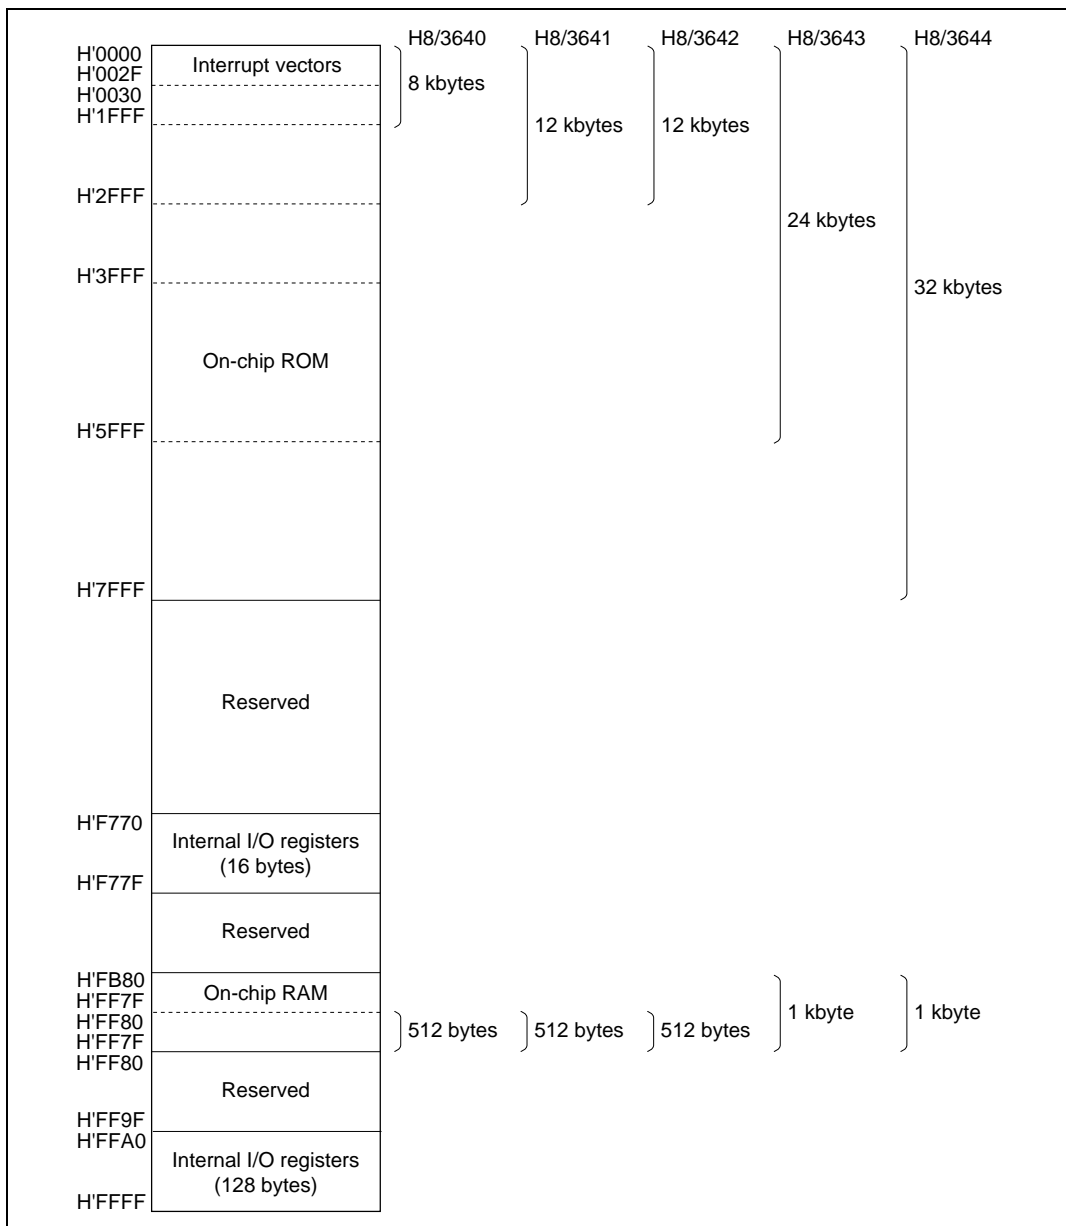 H8/3640 H8/3641 H8/3642 H8/3643 H8/3644
H'0000
Interrupt vectors
H'002F
8 kbytes
H'0030
H'1FFF
12 kbytes 12 kbytes
H'2FFF
24 kbytes
H'3FFF
32 kbytes
On-chip ROM
H'5FFF
H'7FFF
Reserved
H'F770
Internal I/O registers
(16 bytes)
H'F77F
Reserved
H'FB80
On-chip RAM
H'FF7F
1 kbyte 1 kbyte
H'FF80
512 bytes 512 bytes 512 bytes
H'FF7F
H'FF80
Reserved
H'FF9F
H'FFA0
Internal I/O registers
(128 bytes)
H'FFFF